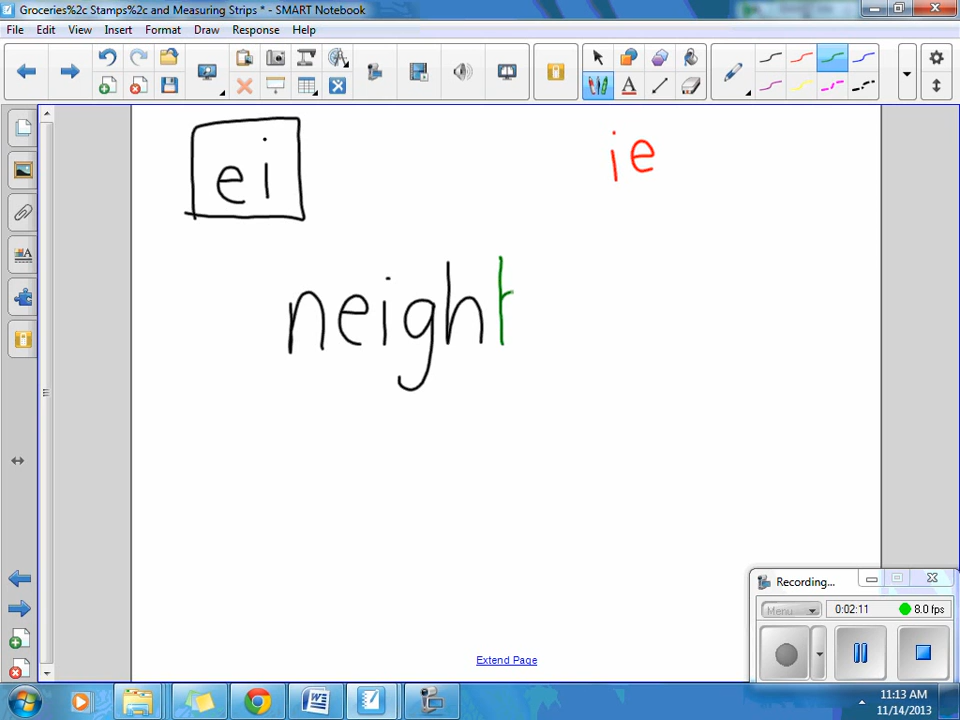 Groceries%2c Stamps%2c and Measuring Strips * - SMART Notebook
File Edit View Insert Format Draw Response Help
ei
ie
neigh
Extend Page
Recording...
Menu
0:02:11
8.0 fps
11:13 AM
11/14/2013